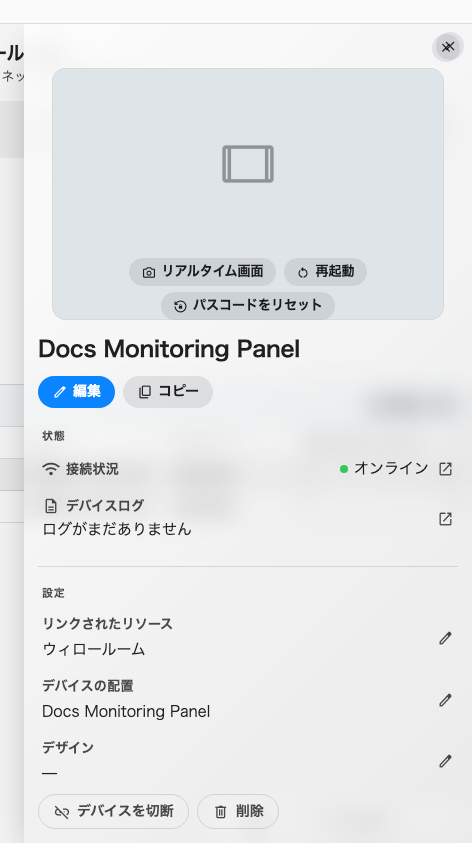 ール
ネッ
リアルタイム画面
再起動
パスコードをリセット
Docs Monitoring Panel
編集
コピー
状態
接続状況
オンライン
デバイスログ
ログがまだありません
設定
リンクされたリソース
ウィロールーム
デバイスの配置
Docs Monitoring Panel
デザイン
—
デバイスを切断
削除